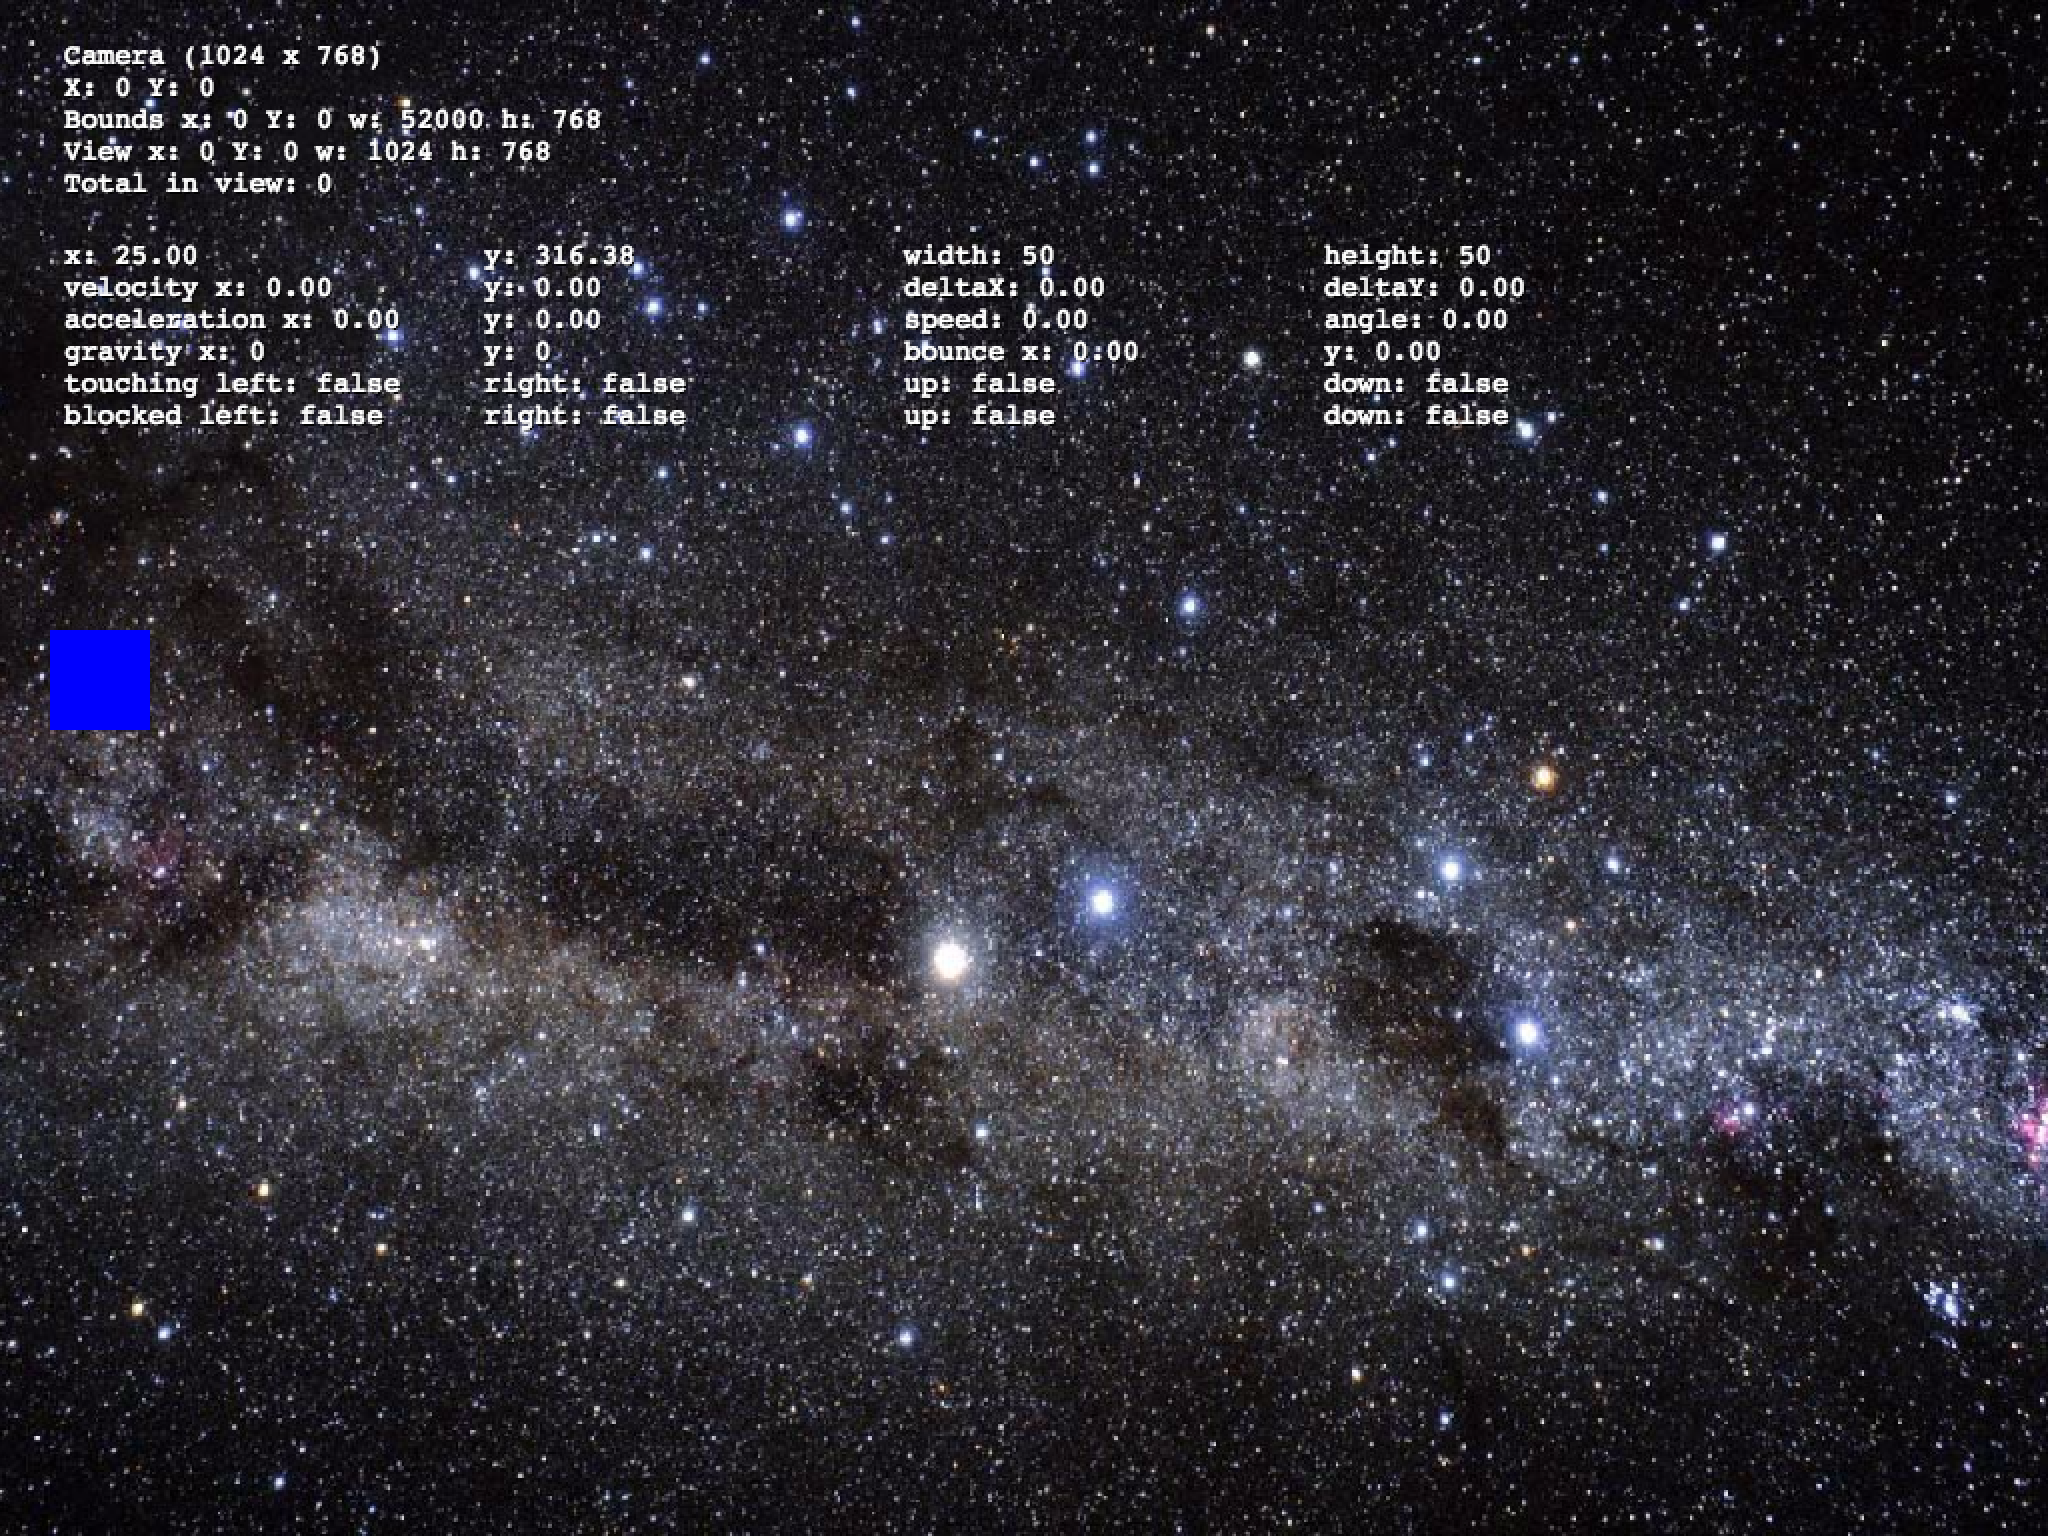 Camera (1024 x 768)
X: 0 Y: 0
Bounds x: 0 Y: 0 w: 52000 h: 768
View x: 0 Y: 0 w: 1024 h: 768
Total in view: 0
x: 25.00 y: 316.38 width: 50 height: 50
velocity x: 0.00 y: 0.00 deltaX: 0.00 deltaY: 0.00
acceleration x: 0.00 y: 0.00 speed: 0.00 angle: 0.00
gravity x: 0 y: 0 bounce x: 0.00 y: 0.00
touching left: false right: false up: false down: false
blocked left: false right: false up: false down: false